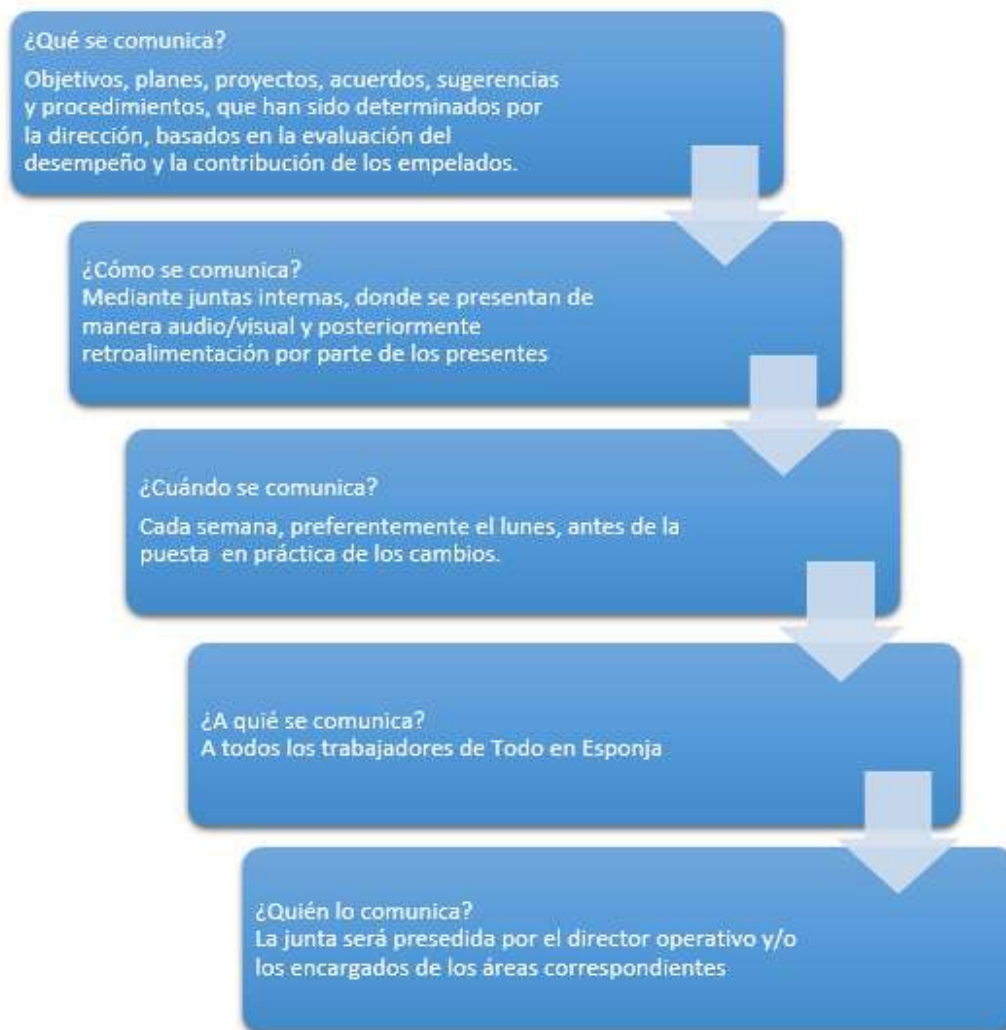 ¿Qué se comunica?
Objetivos, planes, proyectos, acuerdos, sugerencias
y procedimientos, que han sido determinados por
la dirección, basados en la evaluación del
desempeño y la contribución de los empelados.
¿Cómo se comunica?
Mediante juntas internas, donde se presentan de
manera audio/visual y posteriormente
retroalimentación por parte de los presentes
¿Cuándo se comunica?
Cada semana, preferentemente el lunes, antes de la
puesta en práctica de los cambios.
¿A quié se comunica?
A todos los trabajadores de Todo en Esponja
¿Quién lo comunica?
La junta será presedida por el director operativo y/o
los encargados de los áreas correspondientes